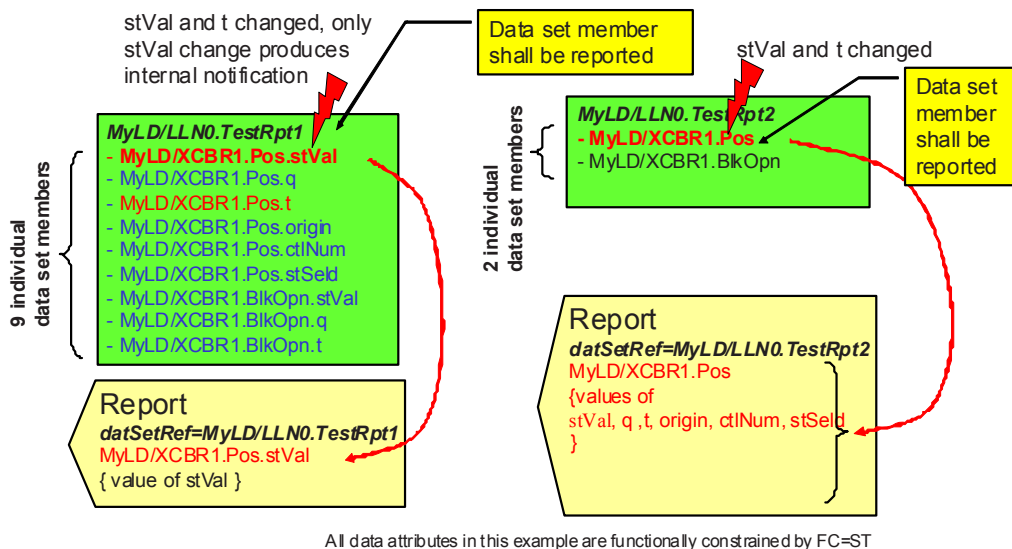 stVal and t changed, only
stVal change produces
internal notification
Data set member
shall be reported
MyLD/LLN0.TestRpt1
- MyLD/XCBR1.Pos.stVal
- MyLD/XCBR1.Pos.q
- MyLD/XCBR1.Pos.t
- MyLD/XCBR1.Pos.origin
- MyLD/XCBR1.Pos.ctlNum
- MyLD/XCBR1.Pos.stSeld
- MyLD/XCBR1.BlkOpn.stVal
- MyLD/XCBR1.BlkOpn.q
- MyLD/XCBR1.BlkOpn.t
9 individual
data set members
Report
datSetRef=MyLD/LLN0.TestRpt1
MyLD/XCBR1.Pos.stVal
{ value of stVal }
stVal and t changed
Data set
member
shall be
reported
MyLD/LLN0.TestRpt2
- MyLD/XCBR1.Pos
- MyLD/XCBR1.BlkOpn
2 individual
data set members
Report
datSetRef=MyLD/LLN0.TestRpt2
MyLD/XCBR1.Pos
{values of
stVal, q ,t, origin, ctlNum, stSeld
}
All data attributes in this example are functionally constrained by FC=ST